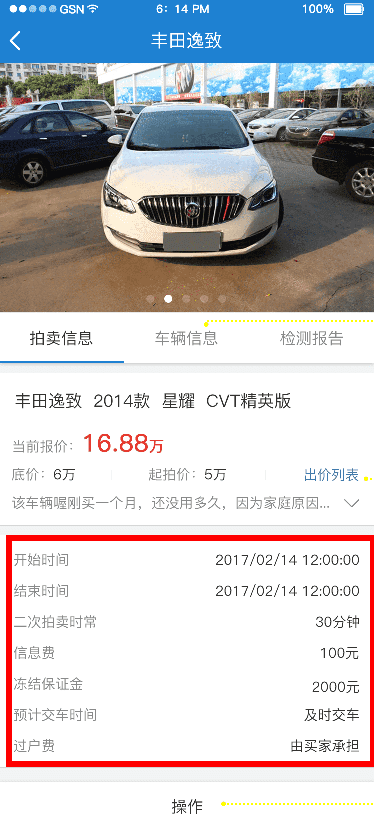 GSN 6: 14 PM 100%
丰田逸致
拍卖信息 车辆信息 检测报告
丰田逸致 2014款 星耀 CVT精英版
当前报价: 16.88万
底价: 6万 起拍价: 5万 出价列表
该车辆喔刚买一个月，还没用多久，因为家庭原因...
开始时间 2017/02/14 12:00:00
结束时间 2017/02/14 12:00:00
二次拍卖时常 30分钟
信息费 100元
冻结保证金 2000元
预计交车时间 及时交车
过户费 由买家承担
操作